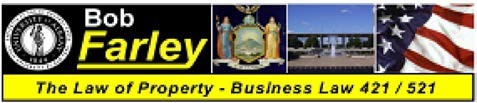 Bob
Farley
The Law of Property - Business Law 421 / 521